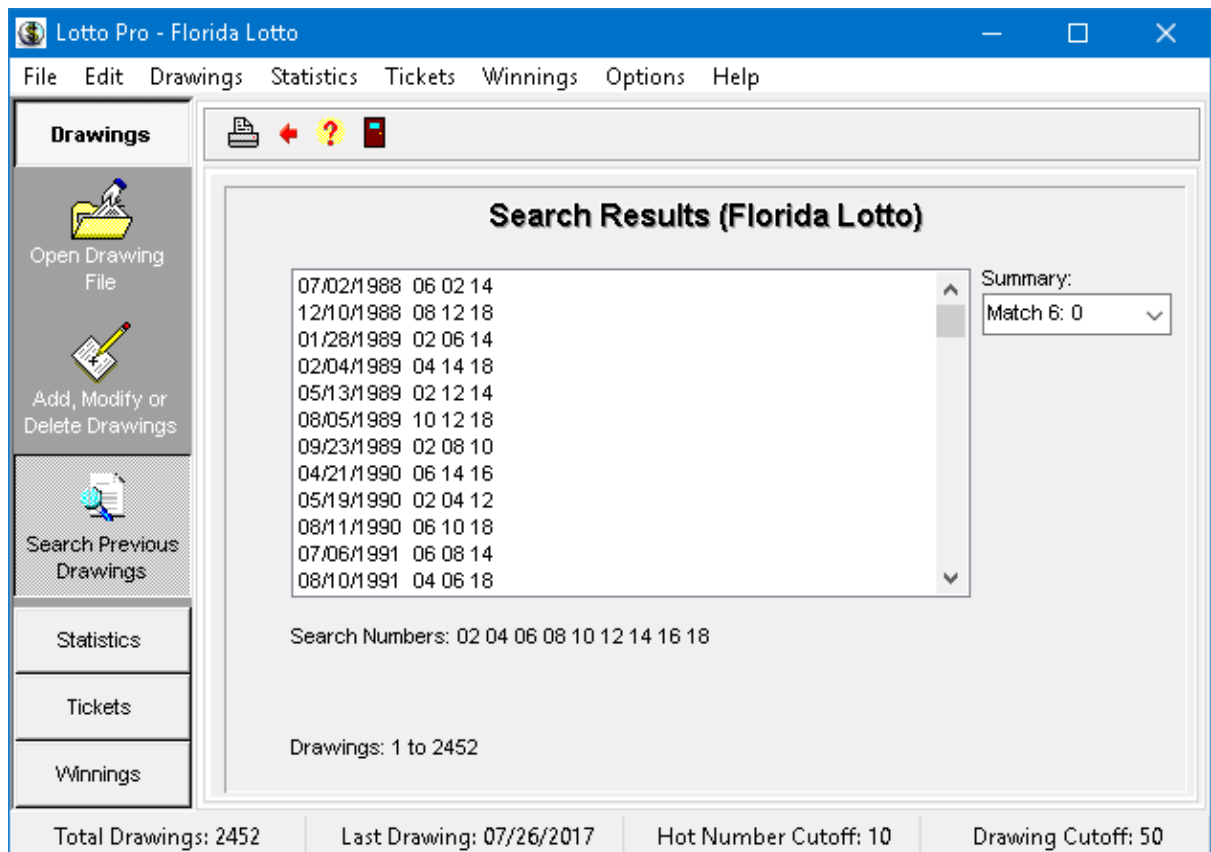 Lotto Pro - Florida Lotto
File Edit Drawings Statistics Tickets Winnings Options Help
Drawings
Open Drawing
File
Add, Modify or
Delete Drawings
Search Previous
Drawings
Statistics
Tickets
Winnings
Search Results (Florida Lotto)
07/02/1988 06 02 14
12/10/1988 08 12 18
01/28/1989 02 06 14
02/04/1989 04 14 18
05/13/1989 02 12 14
08/05/1989 10 12 18
09/23/1989 02 08 10
04/21/1990 06 14 16
05/19/1990 02 04 12
08/11/1990 06 10 18
07/06/1991 06 08 14
08/10/1991 04 06 18
Summary:
Match 6: 0
Search Numbers: 02 04 06 08 10 12 14 16 18
Drawings: 1 to 2452
Total Drawings: 2452 Last Drawing: 07/26/2017 Hot Number Cutoff: 10 Drawing Cutoff: 50